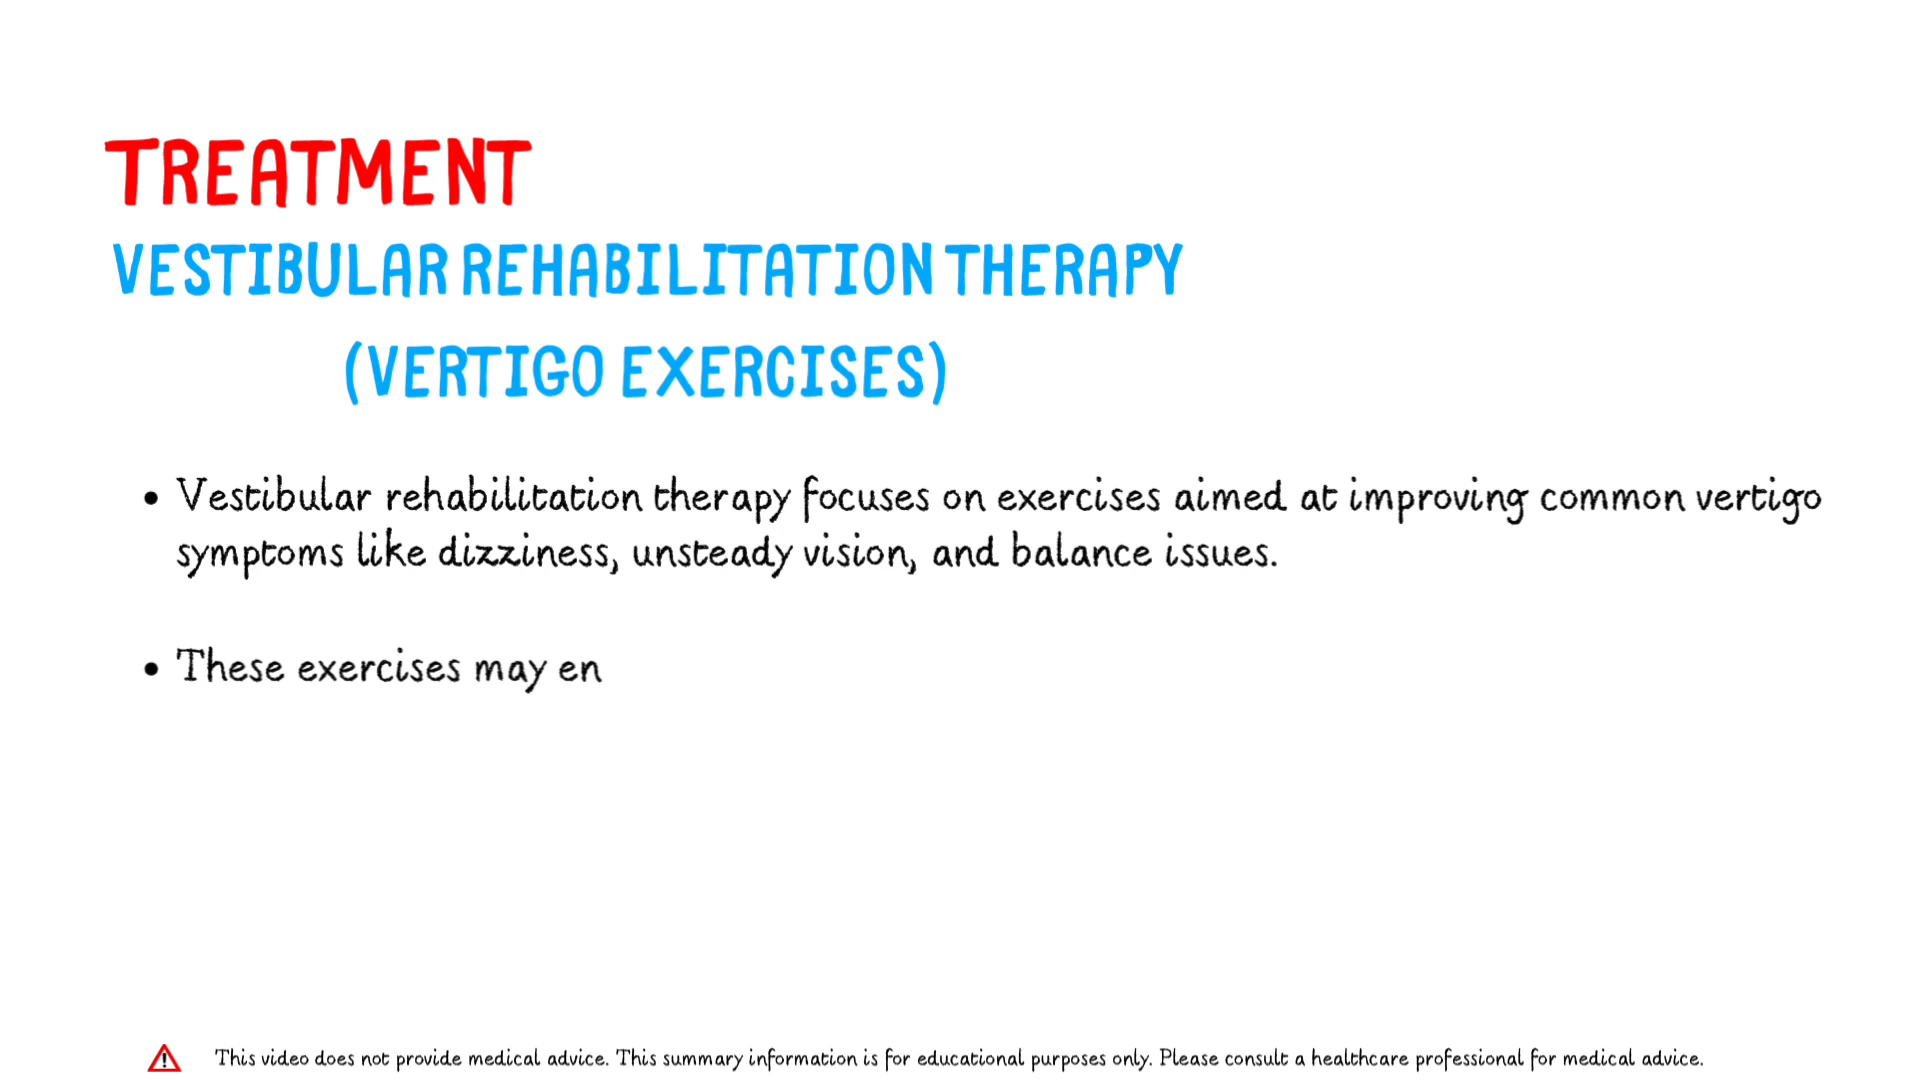 TREATMENT
VESTIBULAR REHABILITATION THERAPY
(VERTIGO EXERCISES)
• Vestibular rehabilitation therapy focuses on exercises aimed at improving common vertigo
symptoms like dizziness, unsteady vision, and balance issues.
• These exercises may en
This video does not provide medical advice. This summary information is for educational purposes only. Please consult a healthcare professional for medical advice.